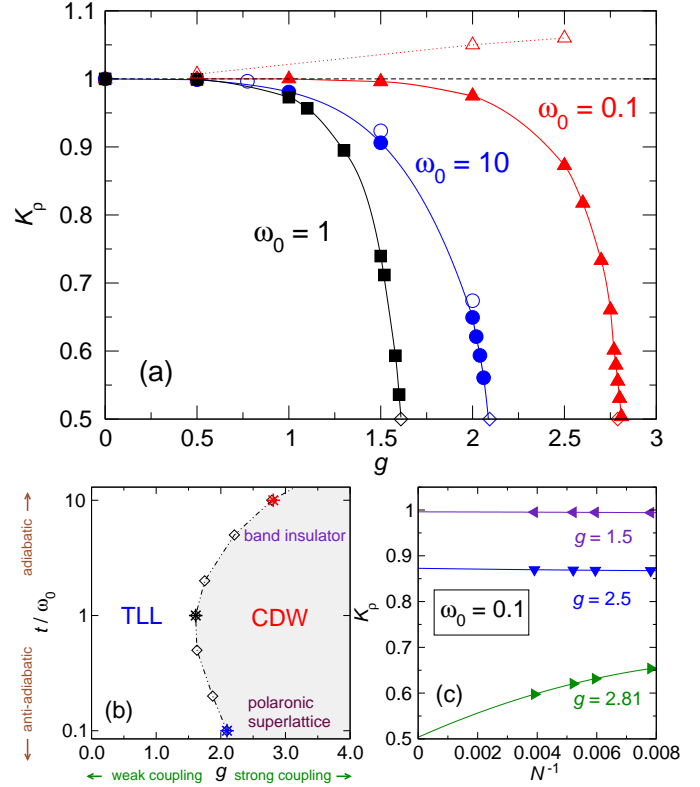 1.1
1
0.9
0.8
0.7
0.6
0.5
Kρ
ω0 = 0.1
ω0 = 10
ω0 = 1
(a)
0 0.5 1 1.5 2 2.5 3
g
adiabatic
anti-adiabatic
t / ω0
10
1
0.1
band insulator
TLL
CDW
polaronic
superlattice
(b)
0.0 1.0 2.0 3.0 4.0
g
weak coupling
strong coupling
Kρ
1
0.9
0.8
0.7
0.6
0.5
g = 1.5
g = 2.5
ω0 = 0.1
g = 2.81
(c)
0 0.002 0.004 0.006 0.008
N-1